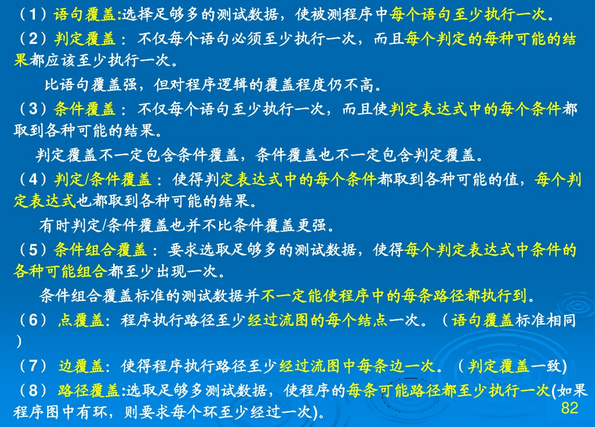 （1）语句覆盖:选择足够多的测试数据，使被测程序中每个语句至少执行一次。
（2）判定覆盖：不仅每个语句必须至少执行一次，而且每个判定的每种可能的结
果都应该至少执行一次。
比语句覆盖强，但对程序逻辑的覆盖程度仍不高。
（3）条件覆盖：不仅每个语句至少执行一次，而且使判定表达式中的每个条件都
取到各种可能的结果。
判定覆盖不一定包含条件覆盖，条件覆盖也不一定包含判定覆盖。
（4）判定/条件覆盖：使得判定表达式中的每个条件都取到各种可能的值，每个判
定表达式也都取到各种可能的结果。
有时判定/条件覆盖也并不比条件覆盖更强。
（5）条件组合覆盖：要求选取足够多的测试数据，使得每个判定表达式中条件的
各种可能组合都至少出现一次。
条件组合覆盖标准的测试数据并不一定能使程序中的每条路径都执行到。
（6） 点覆盖：程序执行路径至少经过流图的每个结点一次。（语句覆盖标准相同
）
（7） 边覆盖：使得程序执行路径至少经过流图中每条边一次。（判定覆盖一致)
（8） 路径覆盖:选取足够多测试数据，使程序的每条可能路径都至少执行一次(如果
程序图中有环，则要求每个环至少经过一次)。
82